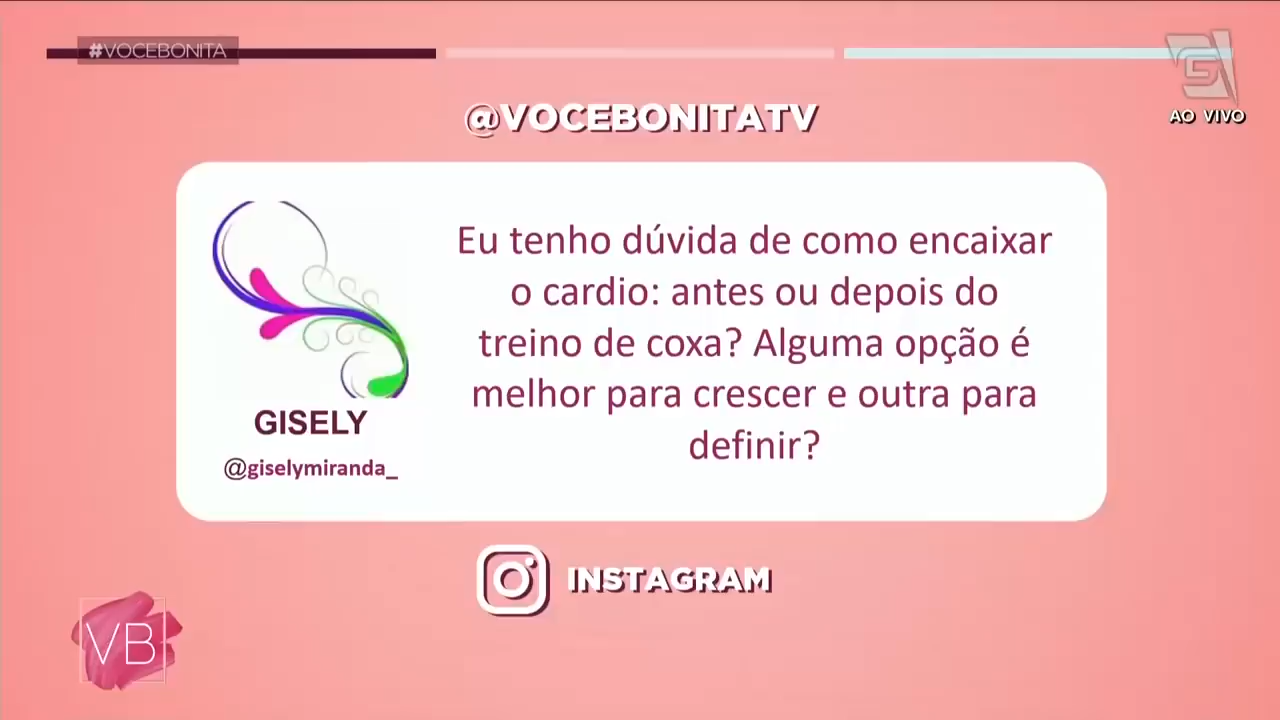 #VOCEBONITA
AO VIVO
@VOCEBONITATV
Eu tenho dúvida de como encaixar
o cardio: antes ou depois do
treino de coxa? Alguma opção é
melhor para crescer e outra para
definir?
GISELY
@giselymiranda_
INSTAGRAM
VB